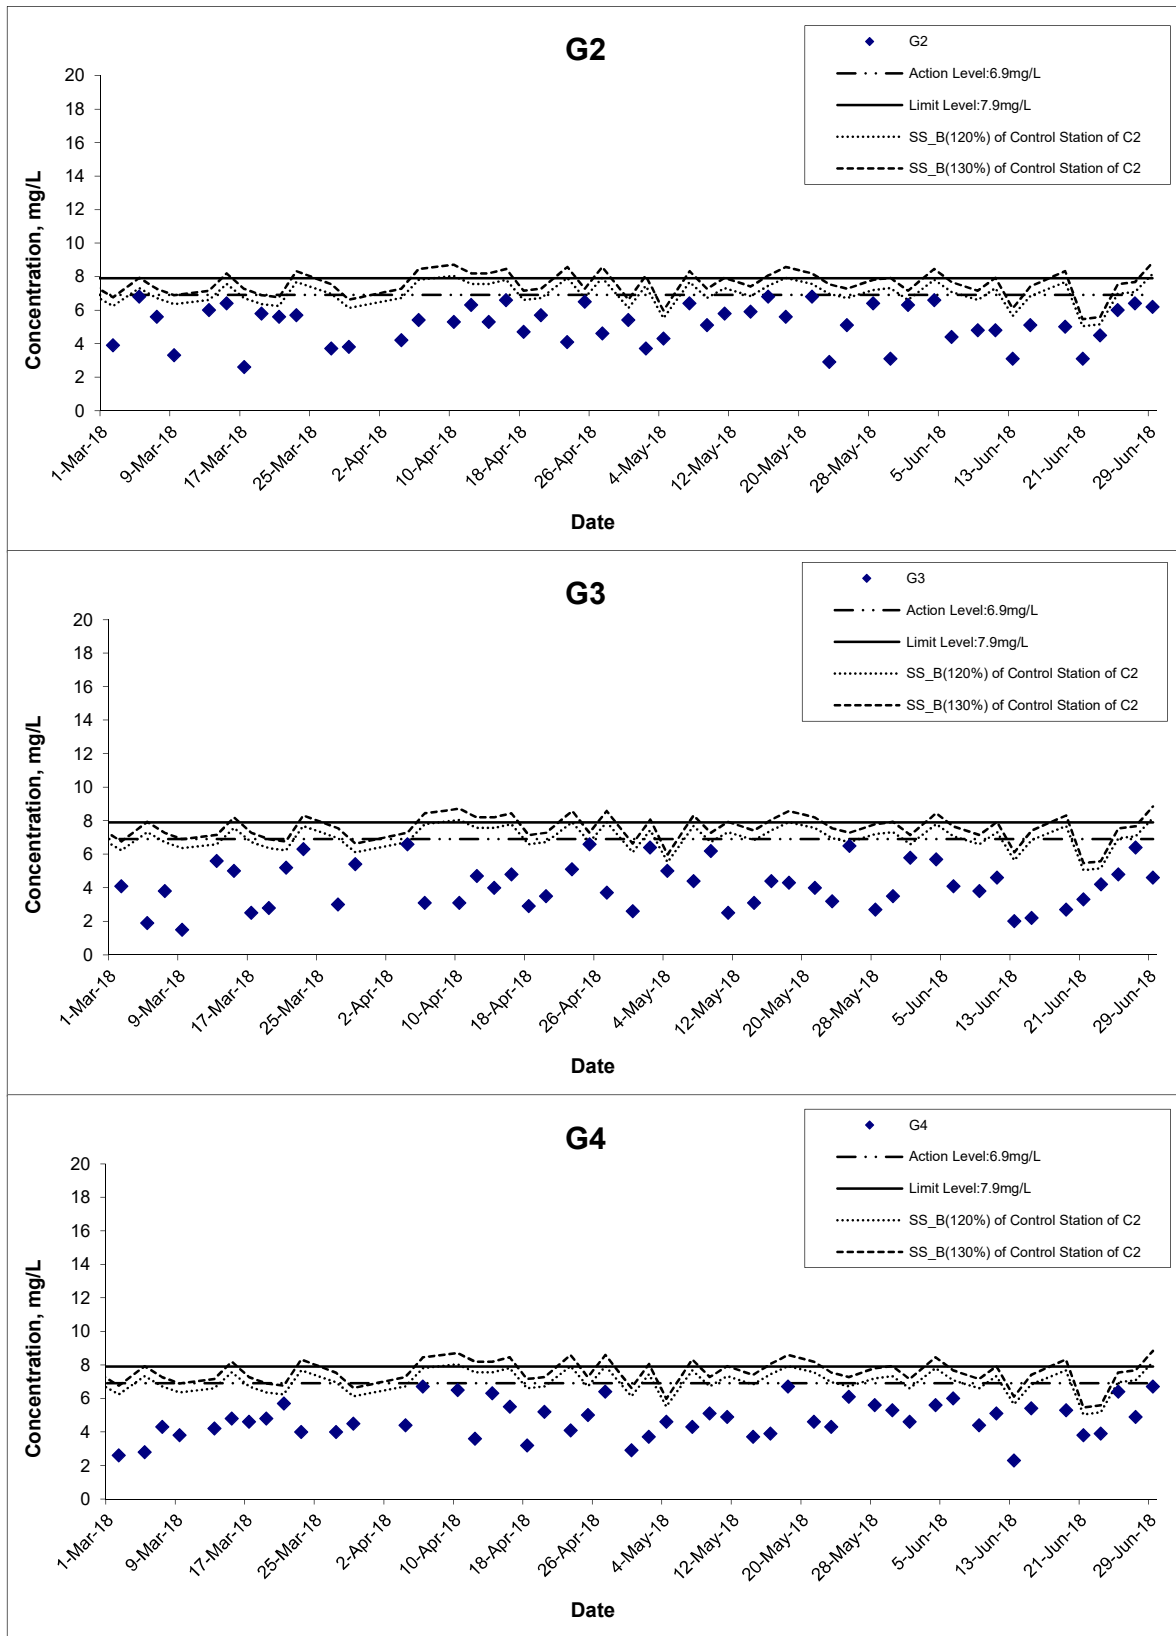 G2
G2
Action Level:6.9mg/L
Limit Level:7.9mg/L
SS_B(120%) of Control Station of C2
SS_B(130%) of Control Station of C2
Concentration, mg/L
20
18
16
14
12
10
8
6
4
2
0
1-Mar-18
9-Mar-18
17-Mar-18
25-Mar-18
2-Apr-18
10-Apr-18
18-Apr-18
26-Apr-18
4-May-18
12-May-18
20-May-18
28-May-18
5-Jun-18
13-Jun-18
21-Jun-18
29-Jun-18
Date
G3
G3
Action Level:6.9mg/L
Limit Level:7.9mg/L
SS_B(120%) of Control Station of C2
SS_B(130%) of Control Station of C2
Concentration, mg/L
20
18
16
14
12
10
8
6
4
2
0
1-Mar-18
9-Mar-18
17-Mar-18
25-Mar-18
2-Apr-18
10-Apr-18
18-Apr-18
26-Apr-18
4-May-18
12-May-18
20-May-18
28-May-18
5-Jun-18
13-Jun-18
21-Jun-18
29-Jun-18
Date
G4
G4
Action Level:6.9mg/L
Limit Level:7.9mg/L
SS_B(120%) of Control Station of C2
SS_B(130%) of Control Station of C2
Concentration, mg/L
20
18
16
14
12
10
8
6
4
2
0
1-Mar-18
9-Mar-18
17-Mar-18
25-Mar-18
2-Apr-18
10-Apr-18
18-Apr-18
26-Apr-18
4-May-18
12-May-18
20-May-18
28-May-18
5-Jun-18
13-Jun-18
21-Jun-18
29-Jun-18
Date